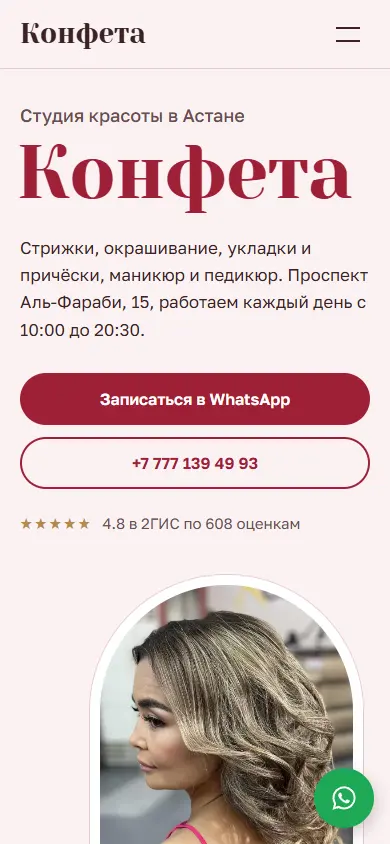 Конфета
Студия красоты в Астане
Конфета
Стрижки, окрашивание, укладки и
причёски, маникюр и педикюр. Проспект
Аль-Фараби, 15, работаем каждый день с
10:00 до 20:30.
Записаться в WhatsApp
+7 777 139 49 93
★★★★★ 4.8 в 2ГИС по 608 оценкам